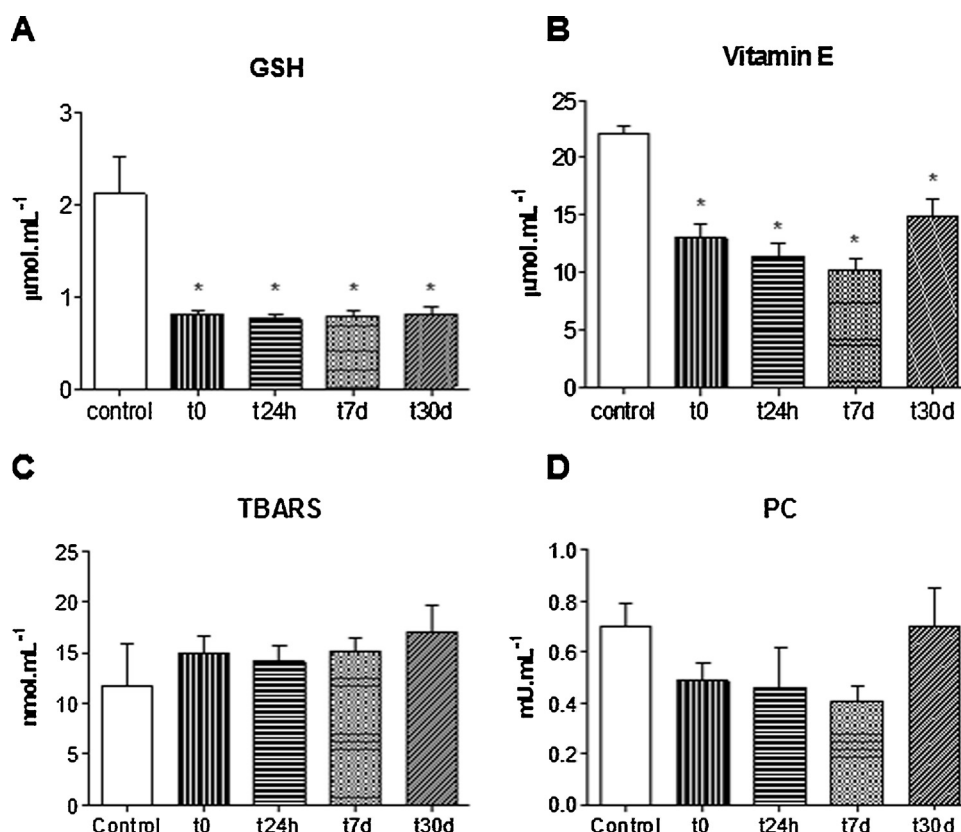 A
GSH
3
2
1
0
μmol.mL-1
* * * *
control t0 t24h t7d t30d
B
Vitamin E
25
20
15
10
5
0
μmol.mL-1
* * * *
control t0 t24h t7d t30d
C
TBARS
25
20
15
10
5
0
nmol.mL-1
Control t0 t24h t7d t30d
D
PC
1.0
0.8
0.6
0.4
0.2
0.0
mU.mL-1
Control t0 t24h t7d t30d